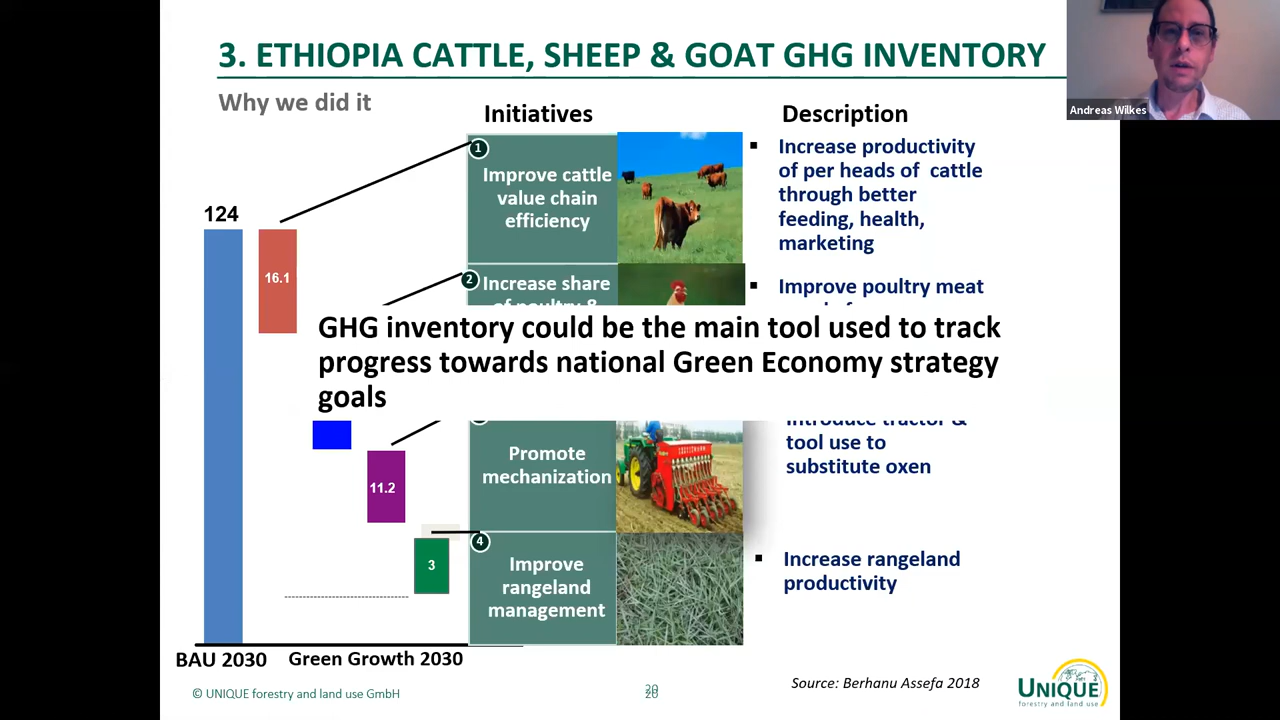 3. ETHIOPIA CATTLE, SHEEP & GOAT GHG INVENTORY
Andreas Wilkes
Why we did it
Initiatives
Description
124
16.1
11.2
3
BAU 2030
Green Growth 2030
1
Improve cattle
value chain
efficiency
Increase productivity
of per heads of cattle
through better
feeding, health,
marketing
2
Increase share
of poultry &
Improve poultry meat
GHG inventory could be the main tool used to track
progress towards national Green Economy strategy
goals
Promote
mechanization
introduce tractor &
tool use to
substitute oxen
4
Improve
rangeland
management
Increase rangeland
productivity
© UNIQUE forestry and land use GmbH
20
Source: Berhanu Assefa 2018
UNIQUE
forestry and land use